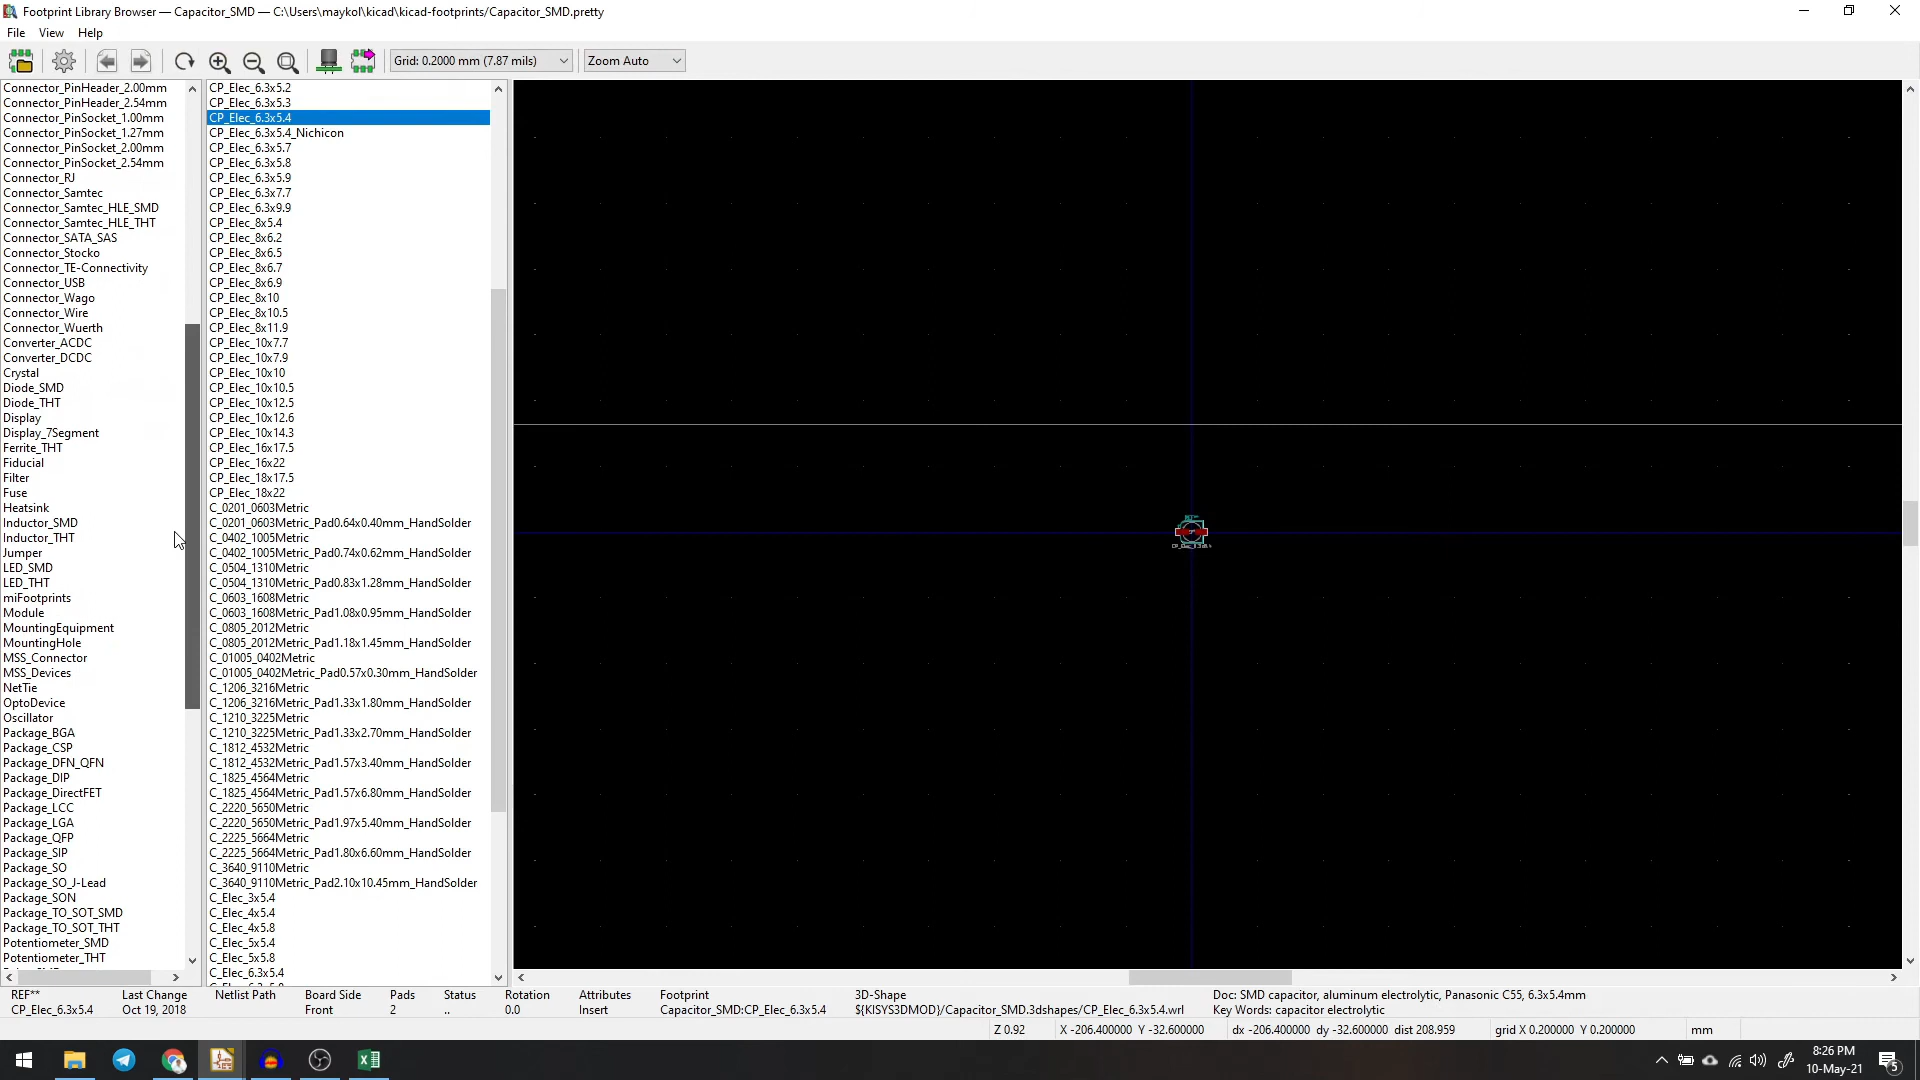 Footprint Library Browser — Capacitor_SMD — C:\Users\maykol\kicad\kicad-footprints/Capacitor_SMD.pretty
File View Help
Grid: 0.2000 mm (7.87 mils)
Zoom Auto
Connector_PinHeader_2.00mm
Connector_PinHeader_2.54mm
Connector_PinSocket_1.00mm
Connector_PinSocket_1.27mm
Connector_PinSocket_2.00mm
Connector_PinSocket_2.54mm
Connector_RJ
Connector_Samtec
Connector_Samtec_HLE_SMD
Connector_Samtec_HLE_THT
Connector_SATA_SAS
Connector_Stocko
Connector_TE-Connectivity
Connector_USB
Connector_Wago
Connector_Wire
Connector_Wuerth
Converter_ACDC
Converter_DCDC
Crystal
Diode_SMD
Diode_THT
Display
Display_7Segment
Ferrite_THT
Fiducial
Filter
Fuse
Heatsink
Inductor_SMD
Inductor_THT
Jumper
LED_SMD
LED_THT
miFootprints
Module
MountingEquipment
MountingHole
MSS_Connector
MSS_Devices
NetTie
OptoDevice
Oscillator
Package_BGA
Package_CSP
Package_DFN_QFN
Package_DIP
Package_DirectFET
Package_LCC
Package_LGA
Package_QFP
Package_SIP
Package_SO
Package_SO_J-Lead
Package_SON
Package_TO_SOT_SMD
Package_TO_SOT_THT
Potentiometer_SMD
Potentiometer_THT
CP_Elec_6.3x5.2
CP_Elec_6.3x5.3
CP_Elec_6.3x5.4
CP_Elec_6.3x5.4_Nichicon
CP_Elec_6.3x5.7
CP_Elec_6.3x5.8
CP_Elec_6.3x5.9
CP_Elec_6.3x7.7
CP_Elec_6.3x9.9
CP_Elec_8x5.4
CP_Elec_8x6.2
CP_Elec_8x6.5
CP_Elec_8x6.7
CP_Elec_8x6.9
CP_Elec_8x10
CP_Elec_8x10.5
CP_Elec_8x11.9
CP_Elec_10x7.7
CP_Elec_10x7.9
CP_Elec_10x10
CP_Elec_10x10.5
CP_Elec_10x12.5
CP_Elec_10x12.6
CP_Elec_10x14.3
CP_Elec_16x17.5
CP_Elec_16x22
CP_Elec_18x17.5
CP_Elec_18x22
C_0201_0603Metric
C_0201_0603Metric_Pad0.64x0.40mm_HandSolder
C_0402_1005Metric
C_0402_1005Metric_Pad0.74x0.62mm_HandSolder
C_0504_1310Metric
C_0504_1310Metric_Pad0.83x1.28mm_HandSolder
C_0603_1608Metric
C_0603_1608Metric_Pad1.08x0.95mm_HandSolder
C_0805_2012Metric
C_0805_2012Metric_Pad1.18x1.45mm_HandSolder
C_01005_0402Metric
C_01005_0402Metric_Pad0.57x0.30mm_HandSolder
C_1206_3216Metric
C_1206_3216Metric_Pad1.33x1.80mm_HandSolder
C_1210_3225Metric
C_1210_3225Metric_Pad1.33x2.70mm_HandSolder
C_1812_4532Metric
C_1812_4532Metric_Pad1.57x3.40mm_HandSolder
C_1825_4564Metric
C_1825_4564Metric_Pad1.57x6.80mm_HandSolder
C_2220_5650Metric
C_2220_5650Metric_Pad1.97x5.40mm_HandSolder
C_2225_5664Metric
C_2225_5664Metric_Pad1.80x6.60mm_HandSolder
C_3640_9110Metric
C_3640_9110Metric_Pad2.10x10.45mm_HandSolder
C_Elec_3x5.4
C_Elec_4x5.4
C_Elec_4x5.8
C_Elec_5x5.4
C_Elec_5x5.8
C_Elec_6.3x5.4
REF** Last Change Netlist Path Board Side Pads Status Rotation Attributes Footprint 3D-Shape Doc: SMD capacitor, aluminum electrolytic, Panasonic C55, 6.3x5.4mm
CP_Elec_6.3x5.4 Oct 19, 2018 Front 2 .. 0.0 Insert Capacitor_SMD:CP_Elec_6.3x5.4 ${KISYS3DMOD}/Capacitor_SMD.3dshapes/CP_Elec_6.3x5.4.wrl Key Words: capacitor electrolytic
Z 0.92 X -206.400000 Y -32.600000 dx -206.400000 dy -32.600000 dist 208.959 grid X 0.200000 Y 0.200000 mm
8:26 PM
10-May-21
5